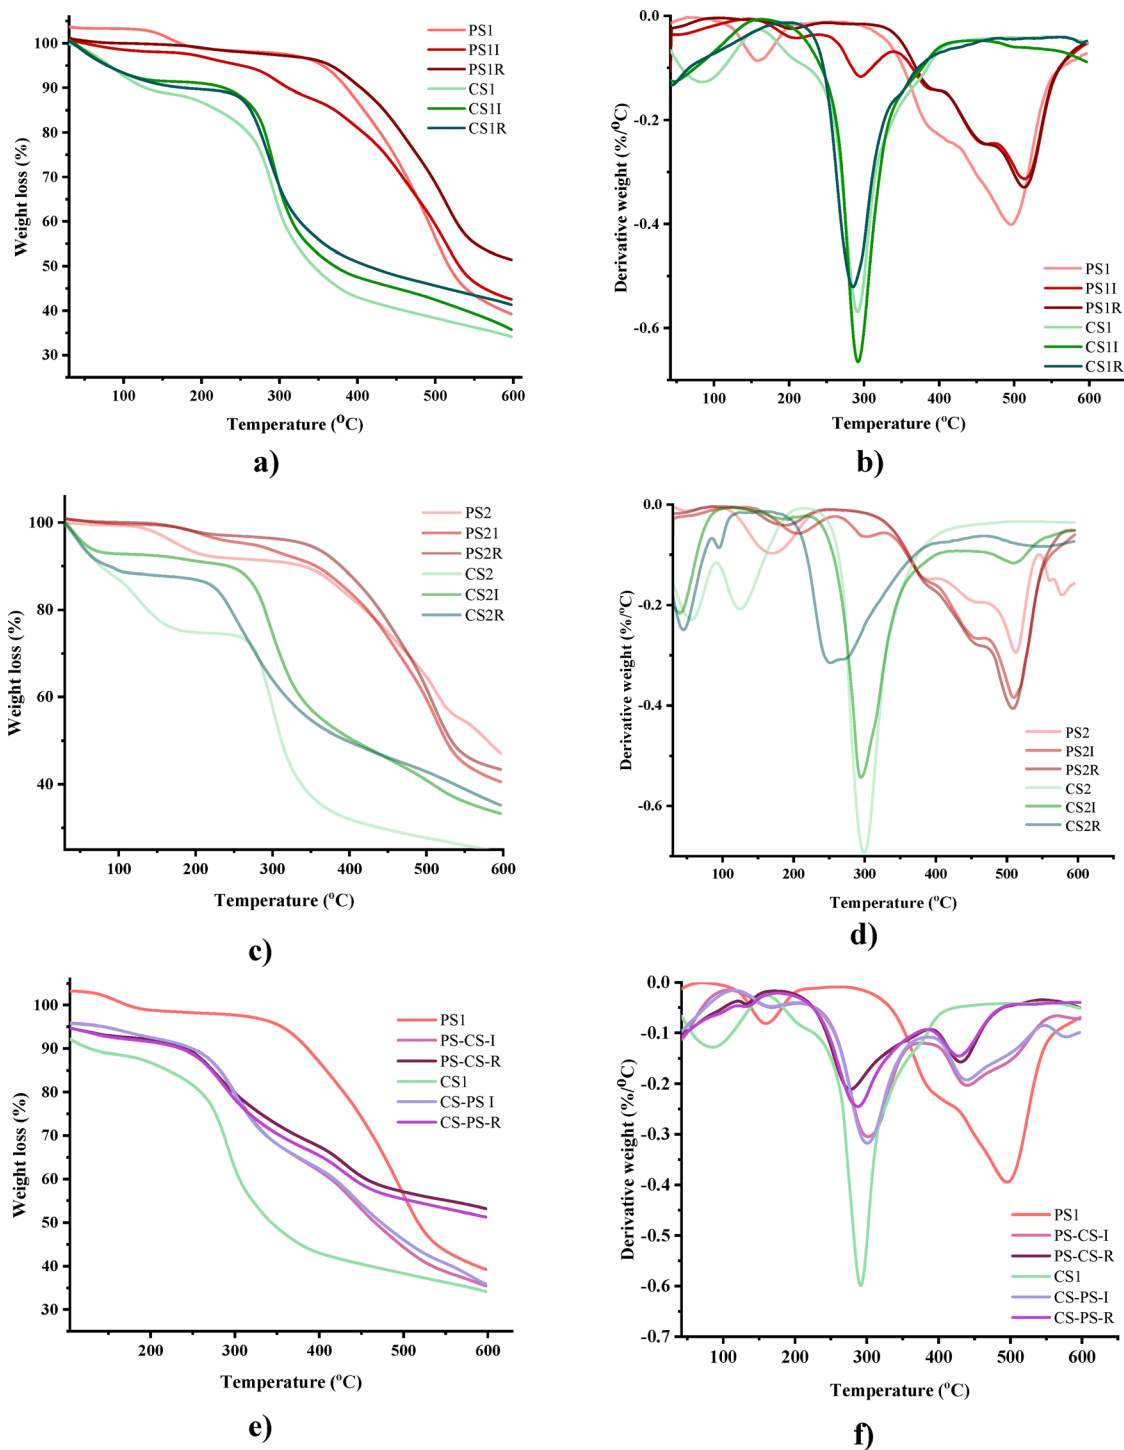 PS1
PS1I
PS1R
CS1
CS1I
CS1R
100
90
80
70
60
50
40
30
Weight loss (%)
100 200 300 400 500 600
Temperature (⁰C)
a)
0.0
-0.2
-0.4
-0.6
Derivative weight (%/⁰C)
PS1
PS1I
PS1R
CS1
CS1I
CS1R
100 200 300 400 500 600
Temperature (ºC)
b)
PS2
PS21
PS2R
CS2
CS2I
CS2R
100
80
60
40
Weight loss (%)
100 200 300 400 500 600
Temperature (ºC)
c)
0.0
-0.2
-0.4
-0.6
Derivative weight (%/ºC)
PS2
PS2I
PS2R
CS2
CS2I
CS2R
100 200 300 400 500 600
Temperature (ºC)
d)
PS1
PS-CS-I
PS-CS-R
CS1
CS-PS I
CS-PS-R
100
90
80
70
60
50
40
30
Weight loss (%)
200 300 400 500 600
Temperature (ºC)
e)
0.0
-0.1
-0.2
-0.3
-0.4
-0.5
-0.6
-0.7
Derivative weight (%/⁰C)
PS1
PS-CS-I
PS-CS-R
CS1
CS-PS-I
CS-PS-R
100 200 300 400 500 600
Temperature (ºC)
f)